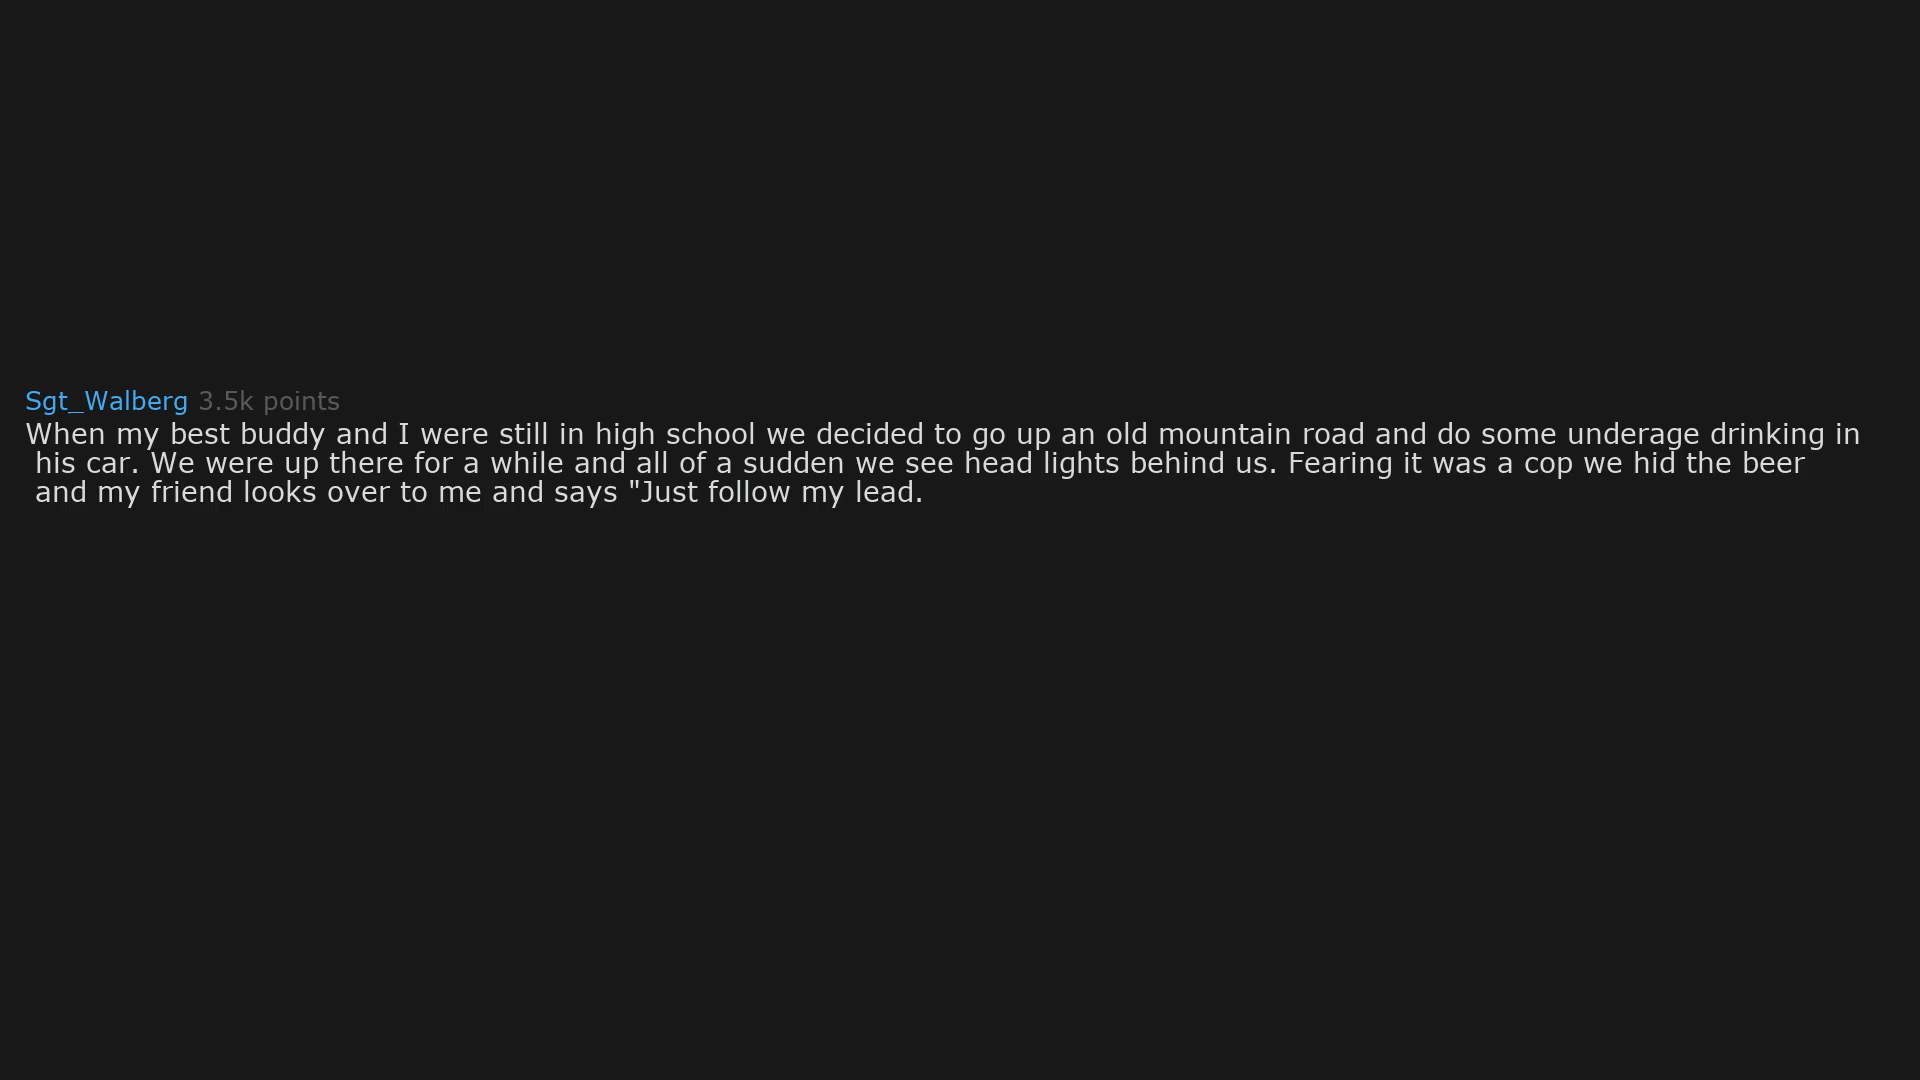 Sgt_Walberg 3.5k points
When my best buddy and I were still in high school we decided to go up an old mountain road and do some underage drinking in
his car. We were up there for a while and all of a sudden we see head lights behind us. Fearing it was a cop we hid the beer
and my friend looks over to me and says "Just follow my lead.